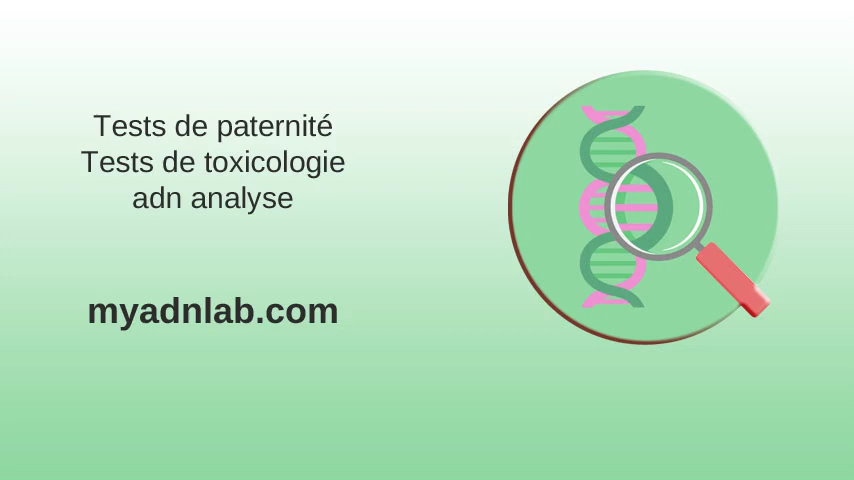 Tests de paternité
Tests de toxicologie
adn analyse
myadnlab.com